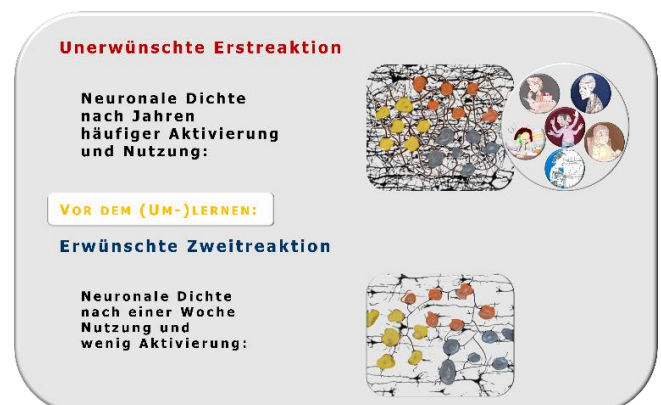 Unerwünschte Erstreaktion
Neuronale Dichte
nach Jahren
häufiger Aktivierung
und Nutzung:
VOR DEM (UM-)LERNEN:
Erwünschte Zweitreaktion
Neuronale Dichte
nach einer Woche
Nutzung und
wenig Aktivierung: